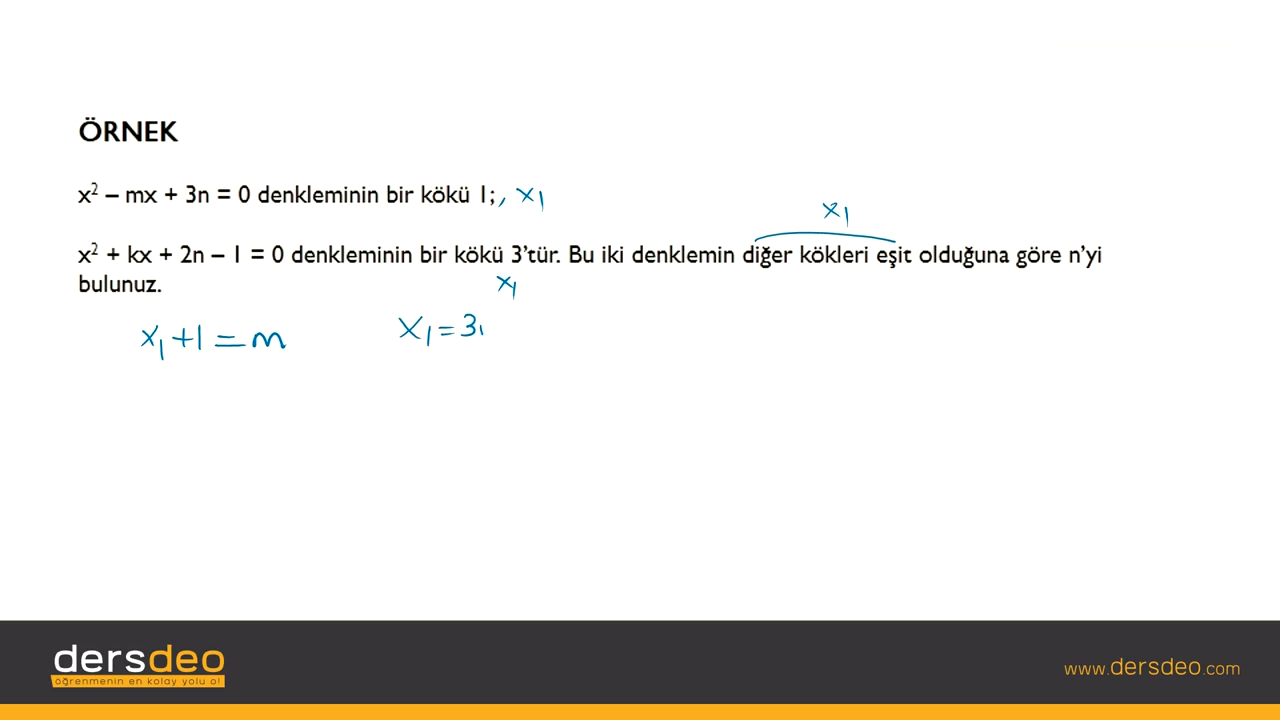 ÖRNEK
x² – mx + 3n = 0 denkleminin bir kökü 1; , x₁
x₁
x² + kx + 2n – 1 = 0 denkleminin bir kökü 3’tür. Bu iki denklemin diğer kökleri eşit olduğuna göre n’yi
bulunuz.
x₁
x₁ + 1 = m
x₁ = 3
dersdeo
öğrenmenin en kolay yolu o!
www.dersdeo.com